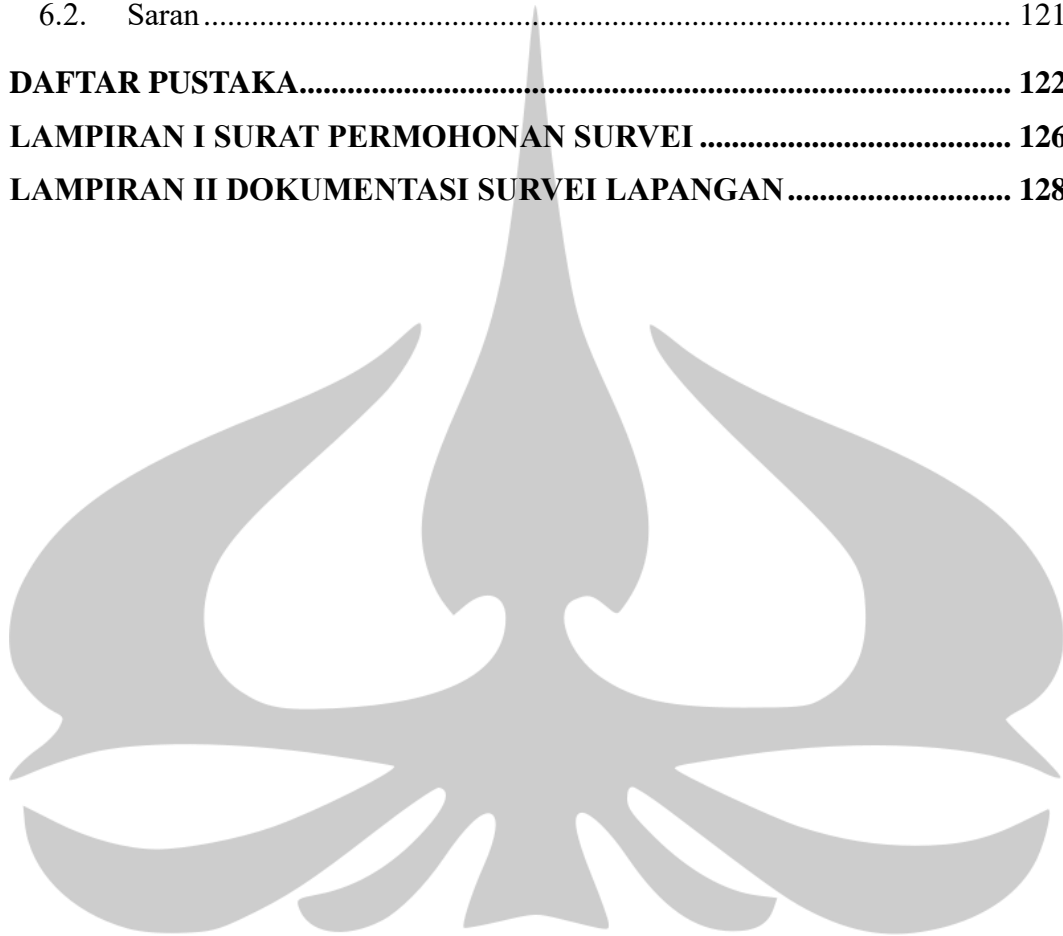 6.2. Saran ........................................................................................................ 121
DAFTAR PUSTAKA.......................................................................................... 122
LAMPIRAN I SURAT PERMOHONAN SURVEI ....................................... 126
LAMPIRAN II DOKUMENTASI SURVEI LAPANGAN............................ 128